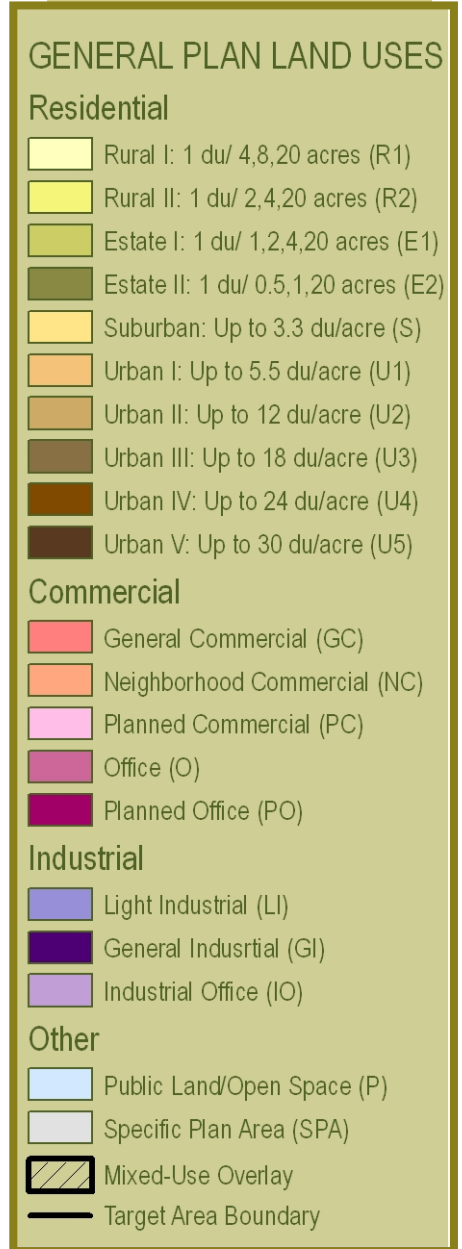 GENERAL PLAN LAND USES
Residential
Rural I: 1 du/ 4,8,20 acres (R1)
Rural II: 1 du/ 2,4,20 acres (R2)
Estate I: 1 du/ 1,2,4,20 acres (E1)
Estate II: 1 du/ 0.5,1,20 acres (E2)
Suburban: Up to 3.3 du/acre (S)
Urban I: Up to 5.5 du/acre (U1)
Urban II: Up to 12 du/acre (U2)
Urban III: Up to 18 du/acre (U3)
Urban IV: Up to 24 du/acre (U4)
Urban V: Up to 30 du/acre (U5)
Commercial
General Commercial (GC)
Neighborhood Commercial (NC)
Planned Commercial (PC)
Office (O)
Planned Office (PO)
Industrial
Light Industrial (LI)
General Indusrtial (GI)
Industrial Office (IO)
Other
Public Land/Open Space (P)
Specific Plan Area (SPA)
Mixed-Use Overlay
Target Area Boundary